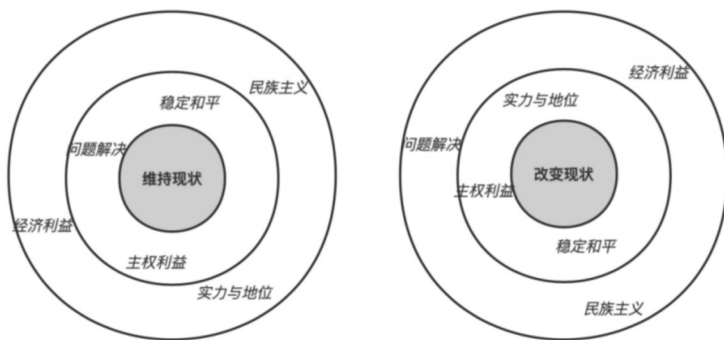 民族主义
稳定和平
问题解决
维持现状
经济利益
主权利益
实力与地位
经济利益
实力与地位
问题解决
改变现状
主权利益
稳定和平
民族主义